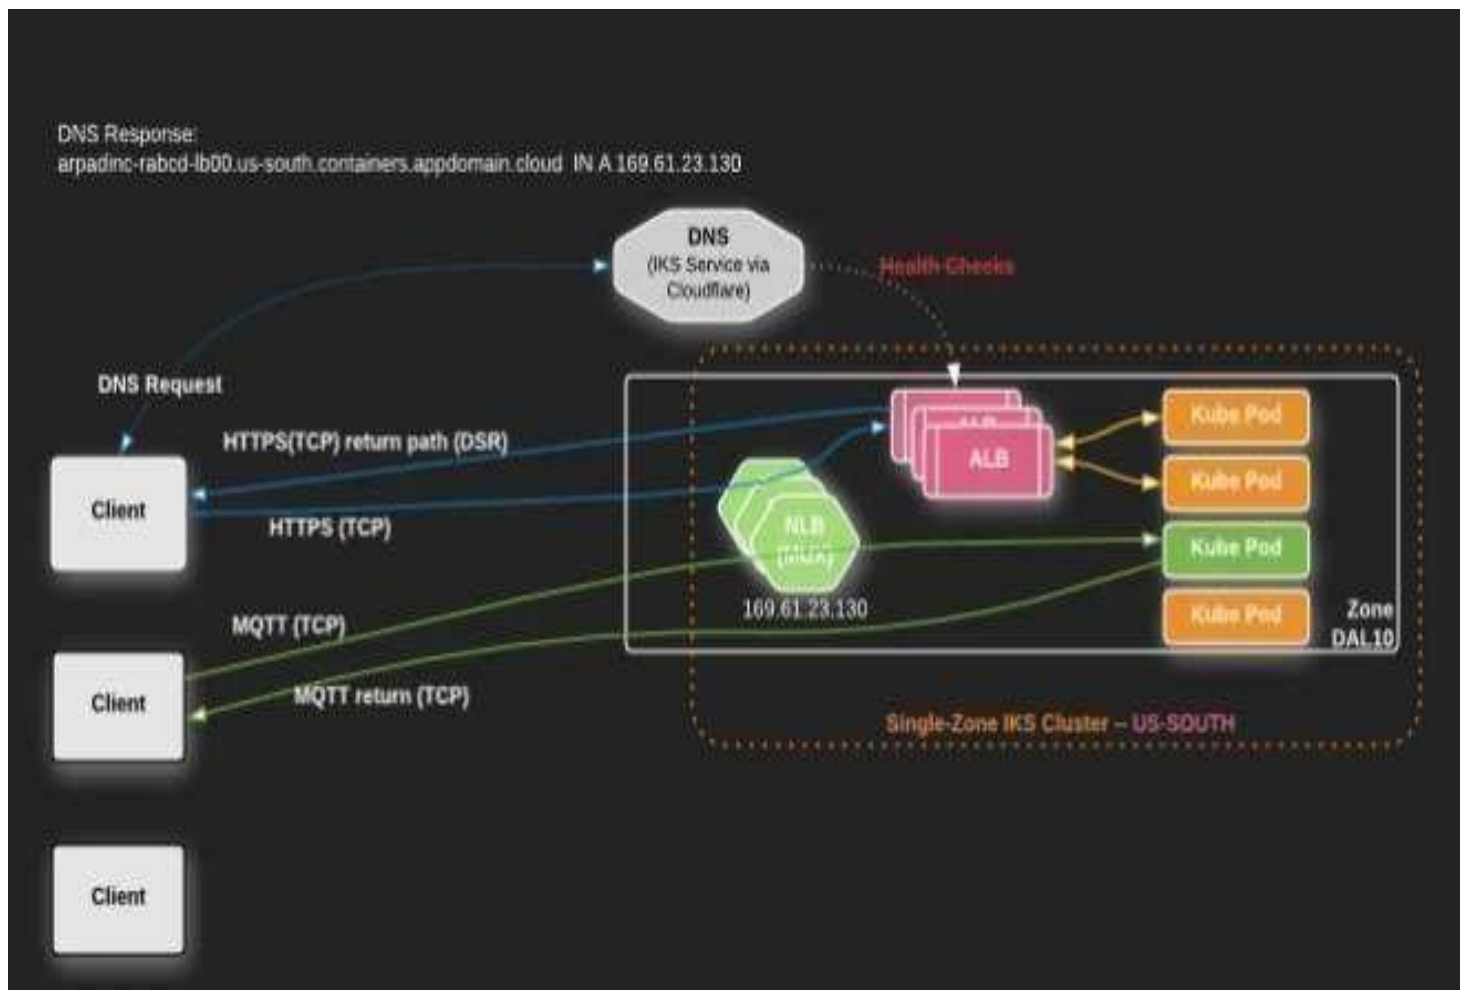 DNS Response:
arpadinc-rabcd-lb00.us-south.containers.appdomain.cloud IN A 169.61.23.130
DNS
(IKS Service via
Cloudflare)
Health Checks
DNS Request
HTTPS(TCP) return path (DSR)
HTTPS (TCP)
Client
ALB
ALB
Kube Pod
Kube Pod
Kube Pod
Kube Pod
NLB
(MUX)
169.61.23.130
Zone
DAL10
MQTT (TCP)
MQTT return (TCP)
Client
Single-Zone IKS Cluster – US-SOUTH
Client